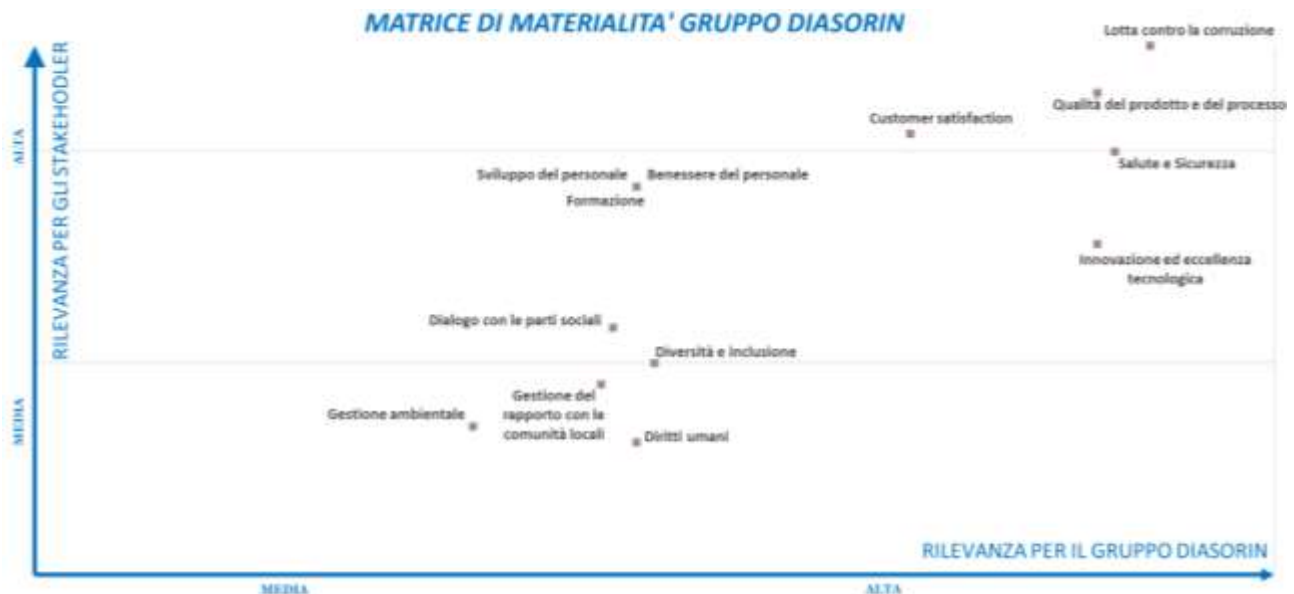 MATRICE DI MATERIALITA' GRUPPO DIASORIN
Lotta contro la corruzione
Qualità del prodotto e del processo
Customer satisfaction
ALTA
RILEVANZA PER GLI STAKEHODLER
Salute e Sicurezza
Sviluppo del personale
Benessere del personale
Formazione
Innovazione ed eccellenza
tecnologica
Dialogo con le parti sociali
Diversità e inclusione
MEDIA
Gestione ambientale
Gestione del
rapporto con le
comunità locali
Diritti umani
RILEVANZA PER IL GRUPPO DIASORIN
MEDIA
ALTA